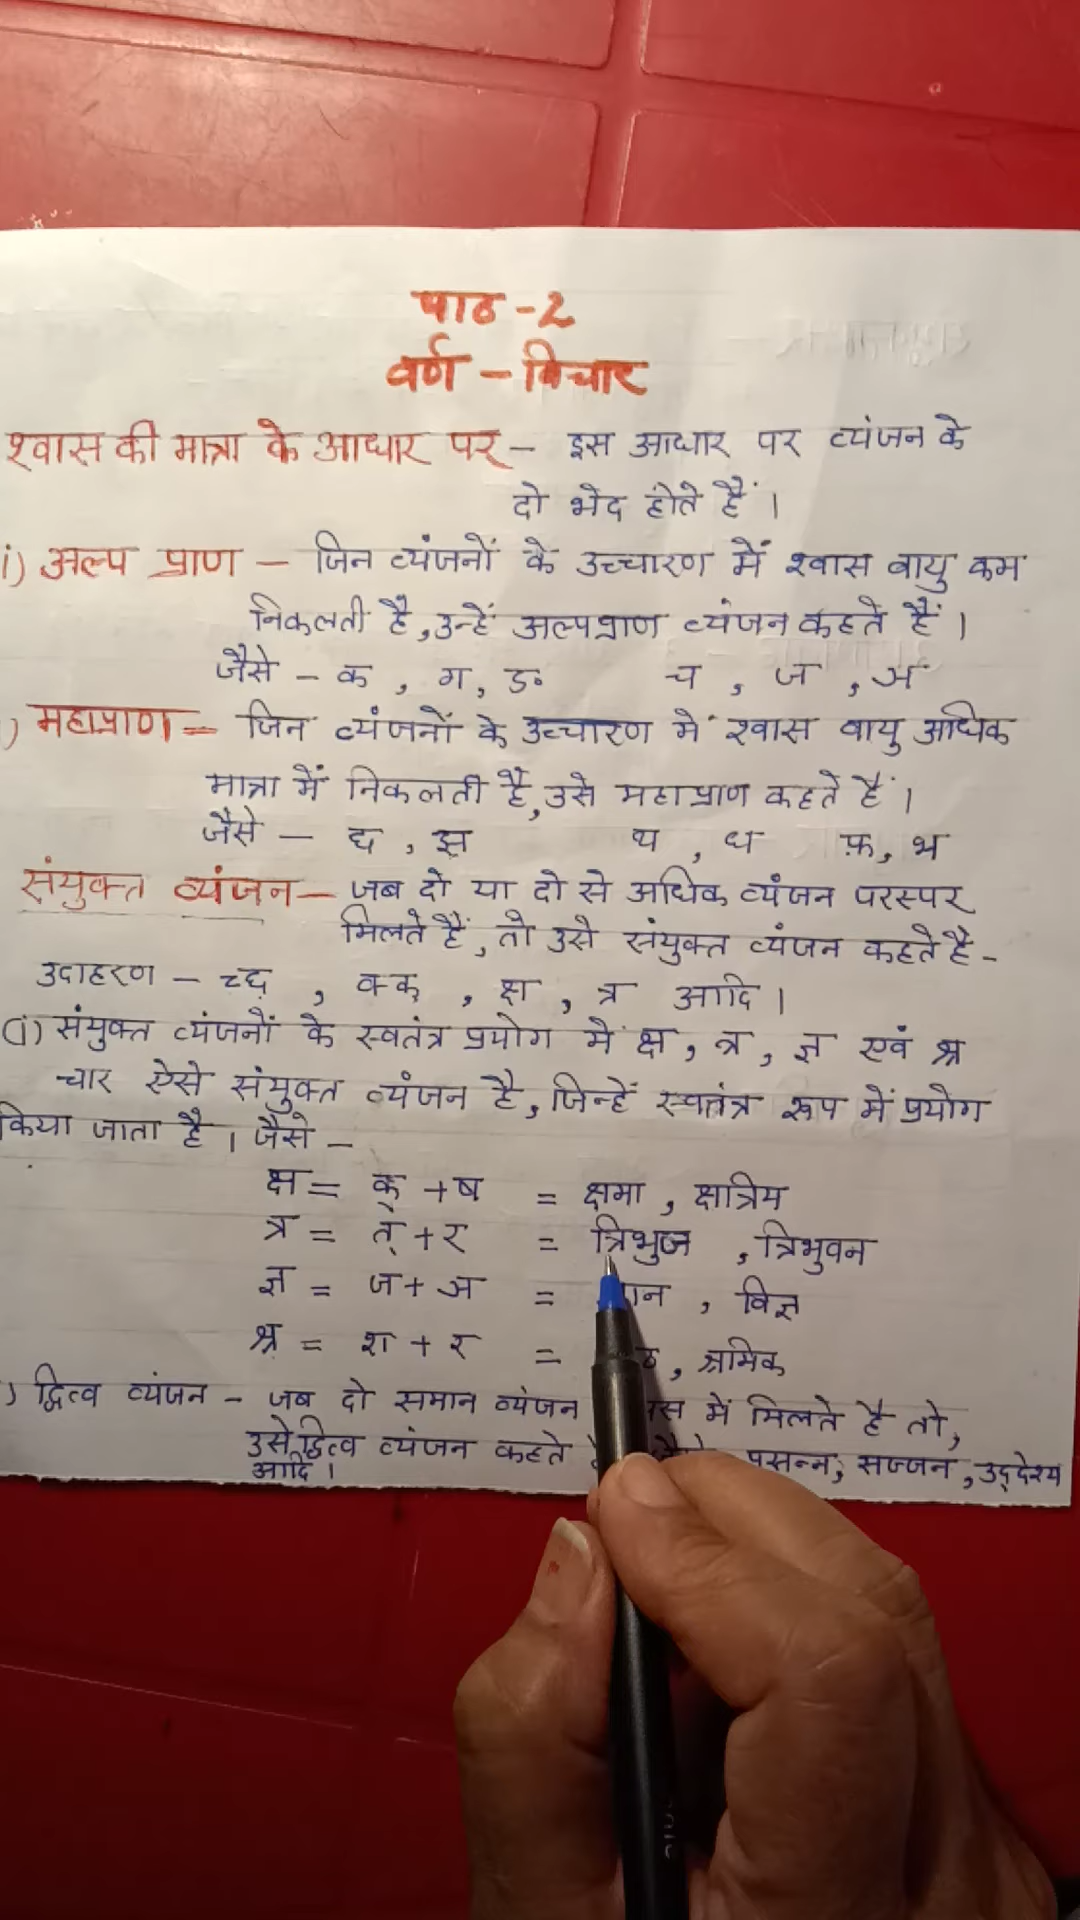 पाठ -2
वर्ण - विचार
श्वास की मात्रा के आधार पर - इस आधार पर व्यंजन के
दो भेद होते हैं ।
i) अल्प प्राण - जिन व्यंजनों के उच्चारण में श्वास वायु कम
निकलती है, उन्हें अल्पप्राण व्यंजन कहते हैं ।
जैसे - क , ग, ङ च , ज , ञ
) महाप्राण = जिन व्यंजनों के उच्चारण में श्वास वायु अधिक
मात्रा में निकलती है, उसे महाप्राण कहते हैं ।
जैसे - छ , झ थ , ध फ़, भ
संयुक्त व्यंजन - जब दो या दो से अधिक व्यंजन परस्पर
मिलते हैं, तो उसे संयुक्त व्यंजन कहते है -
उदाहरण - च्छ , क्क , क्ष , त्र आदि ।
(i) संयुक्त व्यंजनों के स्वतंत्र प्रयोग में क्ष , त्र , ज्ञ एवं श्र
चार ऐसे संयुक्त व्यंजन है, जिन्हें स्वतंत्र रूप में प्रयोग
किया जाता है । जैसे -
क्ष = क् + ष = क्षमा , क्षत्रिय
त्र = त् + र = त्रिभुज , त्रिभुवन
ज्ञ = ज + ञ = , विज्ञ
श्र = श + र = , श्रमिक
) द्वित्व व्यंजन - जब दो समान व्यंजन में मिलते है तो,
उसे द्वित्व व्यंजन कहते प्रसन्न, सज्जन, उद्देश्य
आदि ।